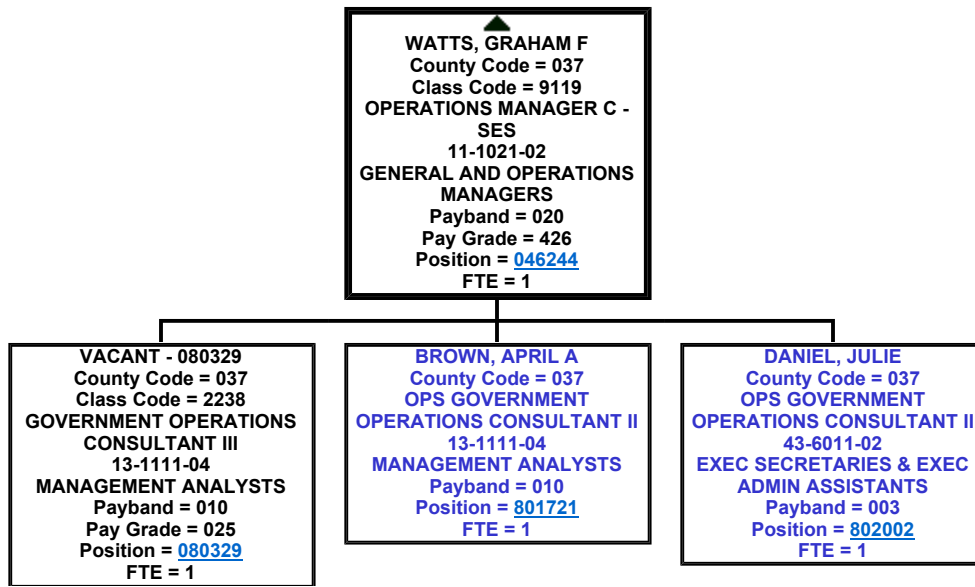 WATTS, GRAHAM F
County Code = 037
Class Code = 9119
OPERATIONS MANAGER C -
SES
11-1021-02
GENERAL AND OPERATIONS
MANAGERS
Payband = 020
Pay Grade = 426
Position = 046244
FTE = 1
VACANT - 080329
County Code = 037
Class Code = 2238
GOVERNMENT OPERATIONS
CONSULTANT III
13-1111-04
MANAGEMENT ANALYSTS
Payband = 010
Pay Grade = 025
Position = 080329
FTE = 1
BROWN, APRIL A
County Code = 037
OPS GOVERNMENT
OPERATIONS CONSULTANT II
13-1111-04
MANAGEMENT ANALYSTS
Payband = 010
Position = 801721
FTE = 1
DANIEL, JULIE
County Code = 037
OPS GOVERNMENT
OPERATIONS CONSULTANT II
43-6011-02
EXEC SECRETARIES & EXEC
ADMIN ASSISTANTS
Payband = 003
Position = 802002
FTE = 1